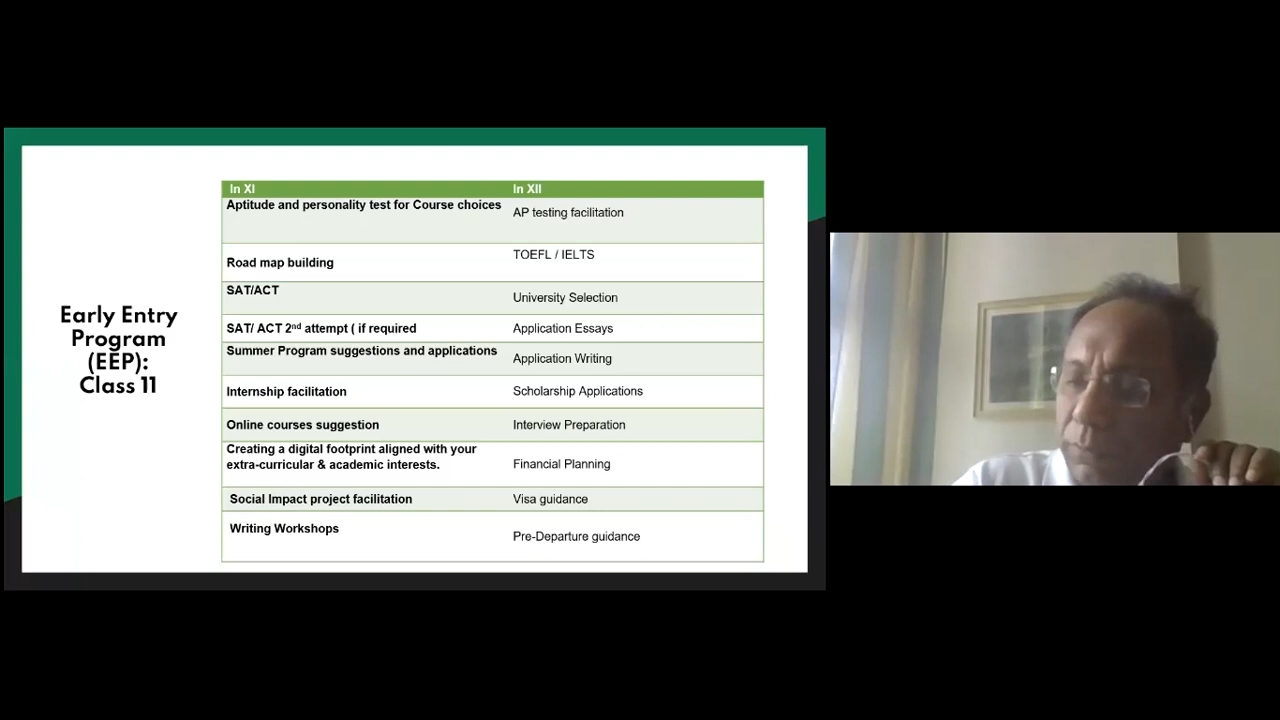 Early Entry
Program
(EEP):
Class 11
In XI In XII
Aptitude and personality test for Course choices AP testing facilitation
Road map building TOEFL / IELTS
SAT/ACT University Selection
SAT/ ACT 2nd attempt ( if required Application Essays
Summer Program suggestions and applications Application Writing
Internship facilitation Scholarship Applications
Online courses suggestion Interview Preparation
Creating a digital footprint aligned with your
extra-curricular & academic interests. Financial Planning
Social Impact project facilitation Visa guidance
Writing Workshops Pre-Departure guidance